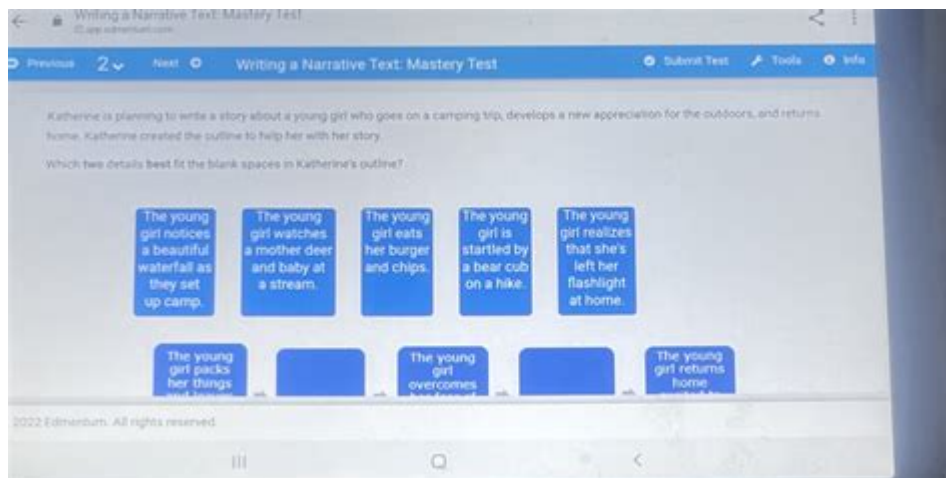 Writing a Narrative Text: Mastery Test
app.edmentum.com
Previous 2 Next Writing a Narrative Text: Mastery Test Submit Test Tools Info
Katherine is planning to write a story about a young girl who goes on a camping trip, develops a new appreciation for the outdoors, and returns
home. Katherine created the outline to help her with her story.
Which two details best fit the blank spaces in Katherine's outline?
The young
girl notices
a beautiful
waterfall as
they set
up camp.
The young
girl watches
a mother deer
and baby at
a stream.
The young
girl eats
her burger
and chips.
The young
girl is
startled by
a bear cub
on a hike.
The young
girl realizes
that she's
left her
flashlight
at home.
The young
girl packs
her things
The young
girl
overcomes
The young
girl returns
home
2022 Edmentum. All rights reserved